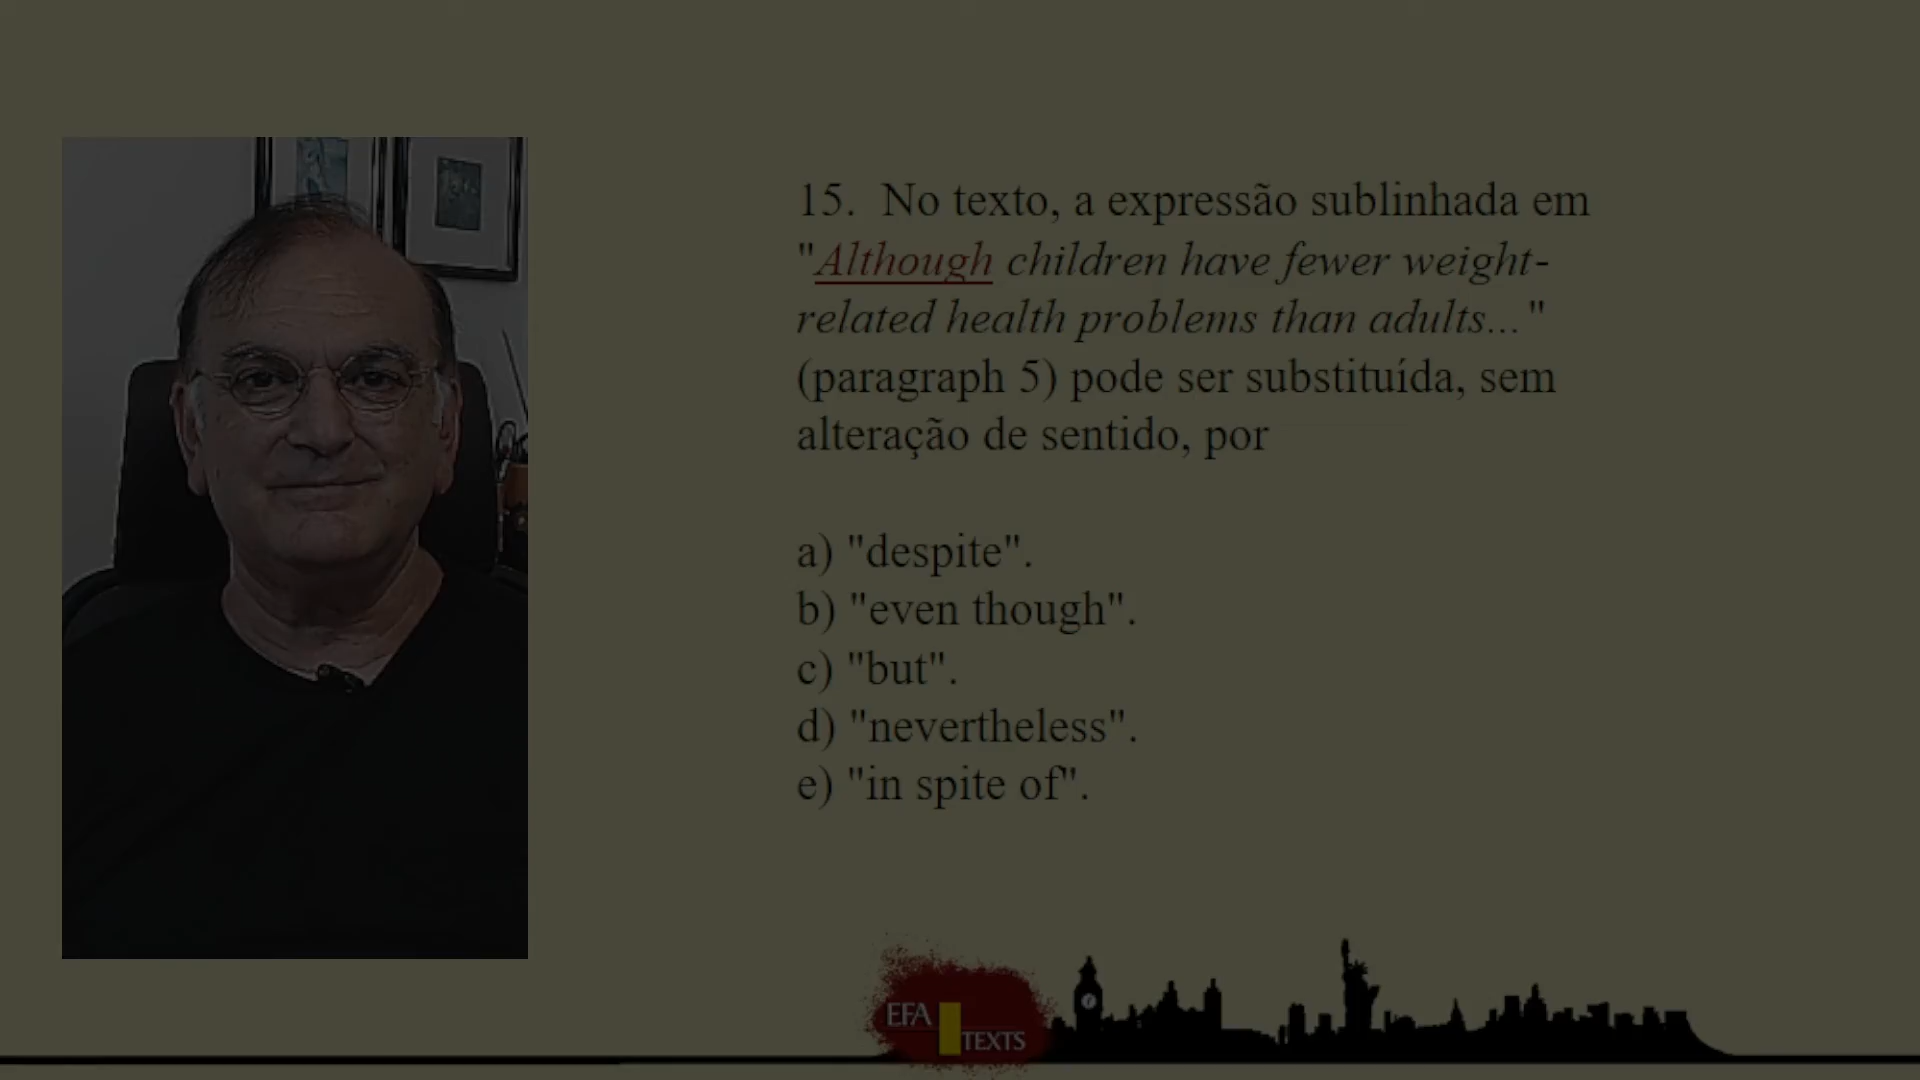 15. No texto, a expressão sublinhada em
"Although children have fewer weight-
related health problems than adults..."
(paragraph 5) pode ser substituída, sem
alteração de sentido, por
a) "despite".
b) "even though".
c) "but".
d) "nevertheless".
e) "in spite of".
EFA
TEXTS